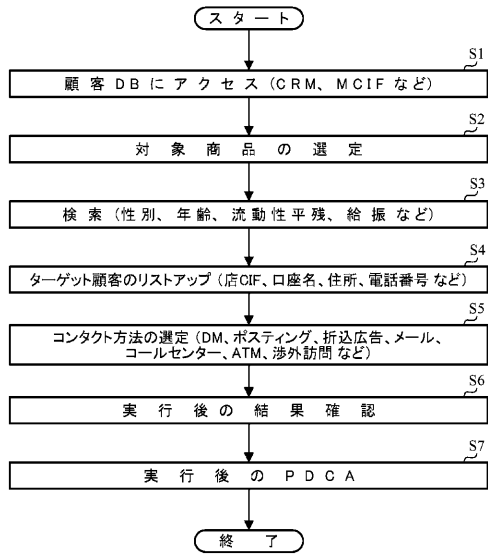 スタート
S1
顧客DBにアクセス(CRM、MCIFなど)
S2
対象商品の選定
S3
検索(性別、年齢、流動性平残、給振など)
S4
ターゲット顧客のリストアップ(店CIF、口座名、住所、電話番号など)
S5
コンタクト方法の選定(DM、ポスティング、折込広告、メール、
コールセンター、ATM、渉外訪問など)
S6
実行後の結果確認
S7
実行後のPDCA
終了